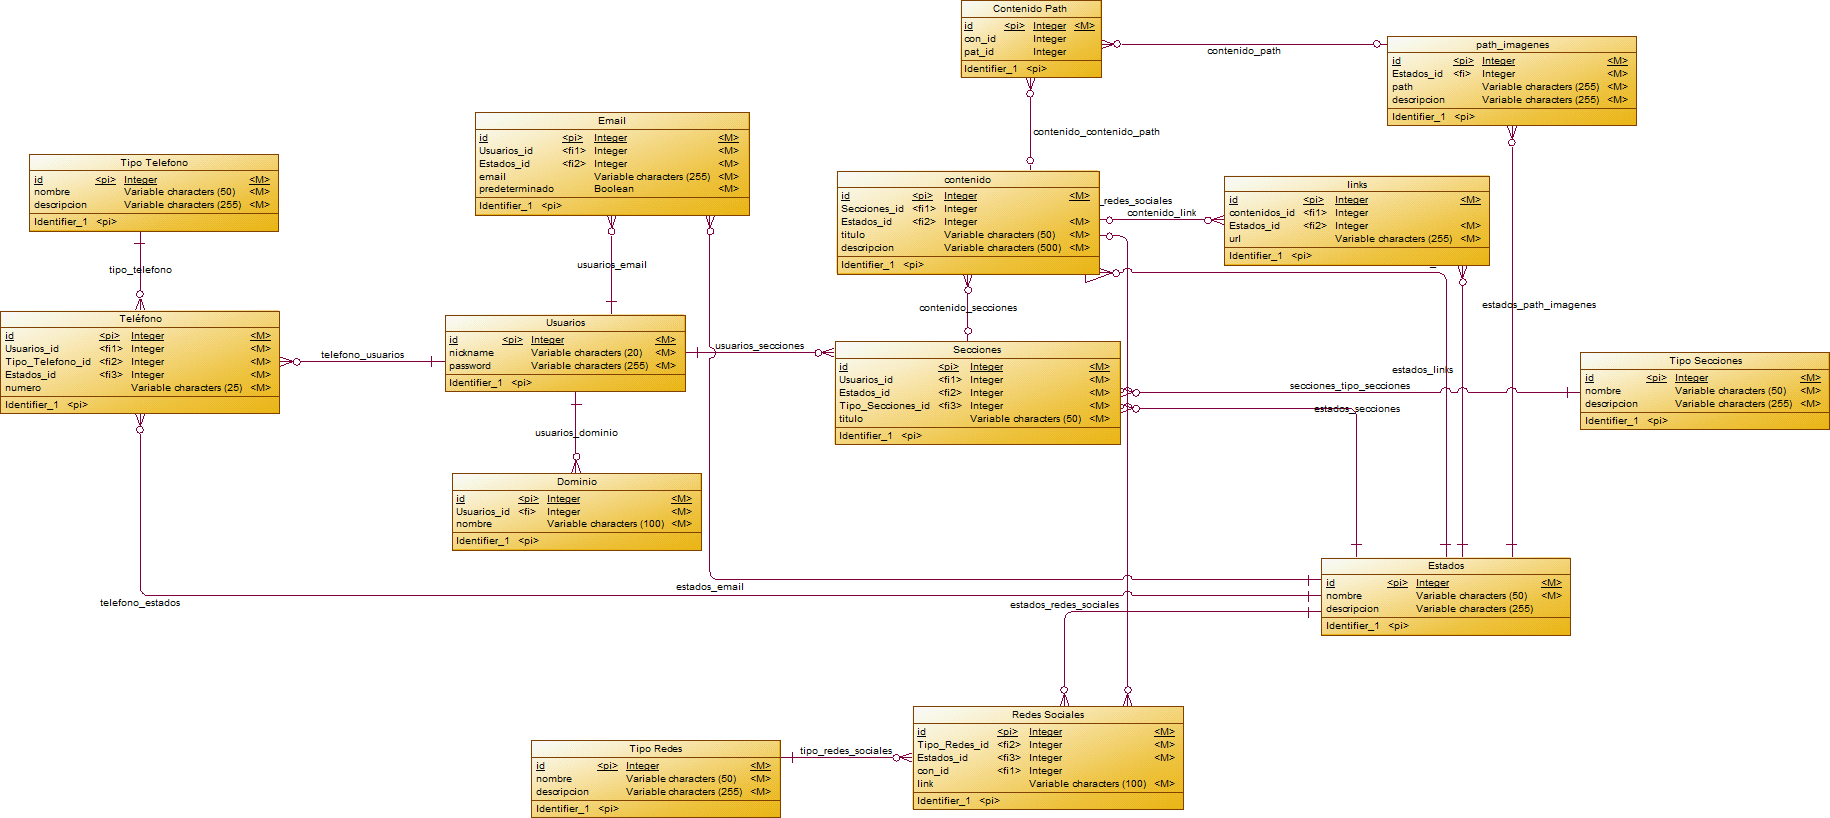 Contenido Path
id <pi> Integer <M>
con_id Integer
pat_id Integer
Identifier_1 <pi>
contenido_path
path_imagenes
id <pi> Integer <M>
Estados_id <fi> Integer <M>
path Variable characters (255) <M>
descripcion Variable characters (255) <M>
Identifier_1 <pi>
contenido_contenido_path
Email
id <pi> Integer <M>
Usuarios_id <fi1> Integer <M>
Estados_id <fi2> Integer <M>
email Variable characters (255) <M>
predeterminado Boolean <M>
Identifier_1 <pi>
Tipo Telefono
id <pi> Integer <M>
nombre Variable characters (50) <M>
descripcion Variable characters (255) <M>
Identifier_1 <pi>
contenido
id <pi> Integer <M>
Secciones_id <fi1> Integer
Estados_id <fi2> Integer <M>
titulo Variable characters (50) <M>
descripcion Variable characters (500) <M>
Identifier_1 <pi>
_redes_sociales
contenido_link
links
id <pi> Integer <M>
contenidos_id <fi1> Integer
Estados_id <fi2> Integer <M>
url Variable characters (255) <M>
Identifier_1 <pi>
tipo_telefono
usuarios_email
contenido_secciones
estados_path_imagenes
Teléfono
id <pi> Integer <M>
Usuarios_id <fi1> Integer <M>
Tipo_Telefono_id <fi2> Integer <M>
Estados_id <fi3> Integer <M>
numero Variable characters (25) <M>
Identifier_1 <pi>
telefono_usuarios
Usuarios
id <pi> Integer <M>
nickname Variable characters (20) <M>
password Variable characters (255) <M>
Identifier_1 <pi>
usuarios_secciones
Secciones
id <pi> Integer <M>
Usuarios_id <fi1> Integer <M>
Estados_id <fi2> Integer <M>
Tipo_Secciones_id <fi3> Integer <M>
titulo Variable characters (50) <M>
Identifier_1 <pi>
estados_links
secciones_tipo_secciones
estados_secciones
Tipo Secciones
id <pi> Integer <M>
nombre Variable characters (50) <M>
descripcion Variable characters (255) <M>
Identifier_1 <pi>
usuarios_dominio
Dominio
id <pi> Integer <M>
Usuarios_id <fi> Integer <M>
nombre Variable characters (100) <M>
Identifier_1 <pi>
estados_email
telefono_estados
estados_redes_sociales
Estados
id <pi> Integer <M>
nombre Variable characters (50) <M>
descripcion Variable characters (255)
Identifier_1 <pi>
Tipo Redes
id <pi> Integer <M>
nombre Variable characters (50) <M>
descripcion Variable characters (255) <M>
Identifier_1 <pi>
tipo_redes_sociales
Redes Sociales
id <pi> Integer <M>
Tipo_Redes_id <fi2> Integer <M>
Estados_id <fi3> Integer <M>
con_id <fi1> Integer
link Variable characters (100) <M>
Identifier_1 <pi>